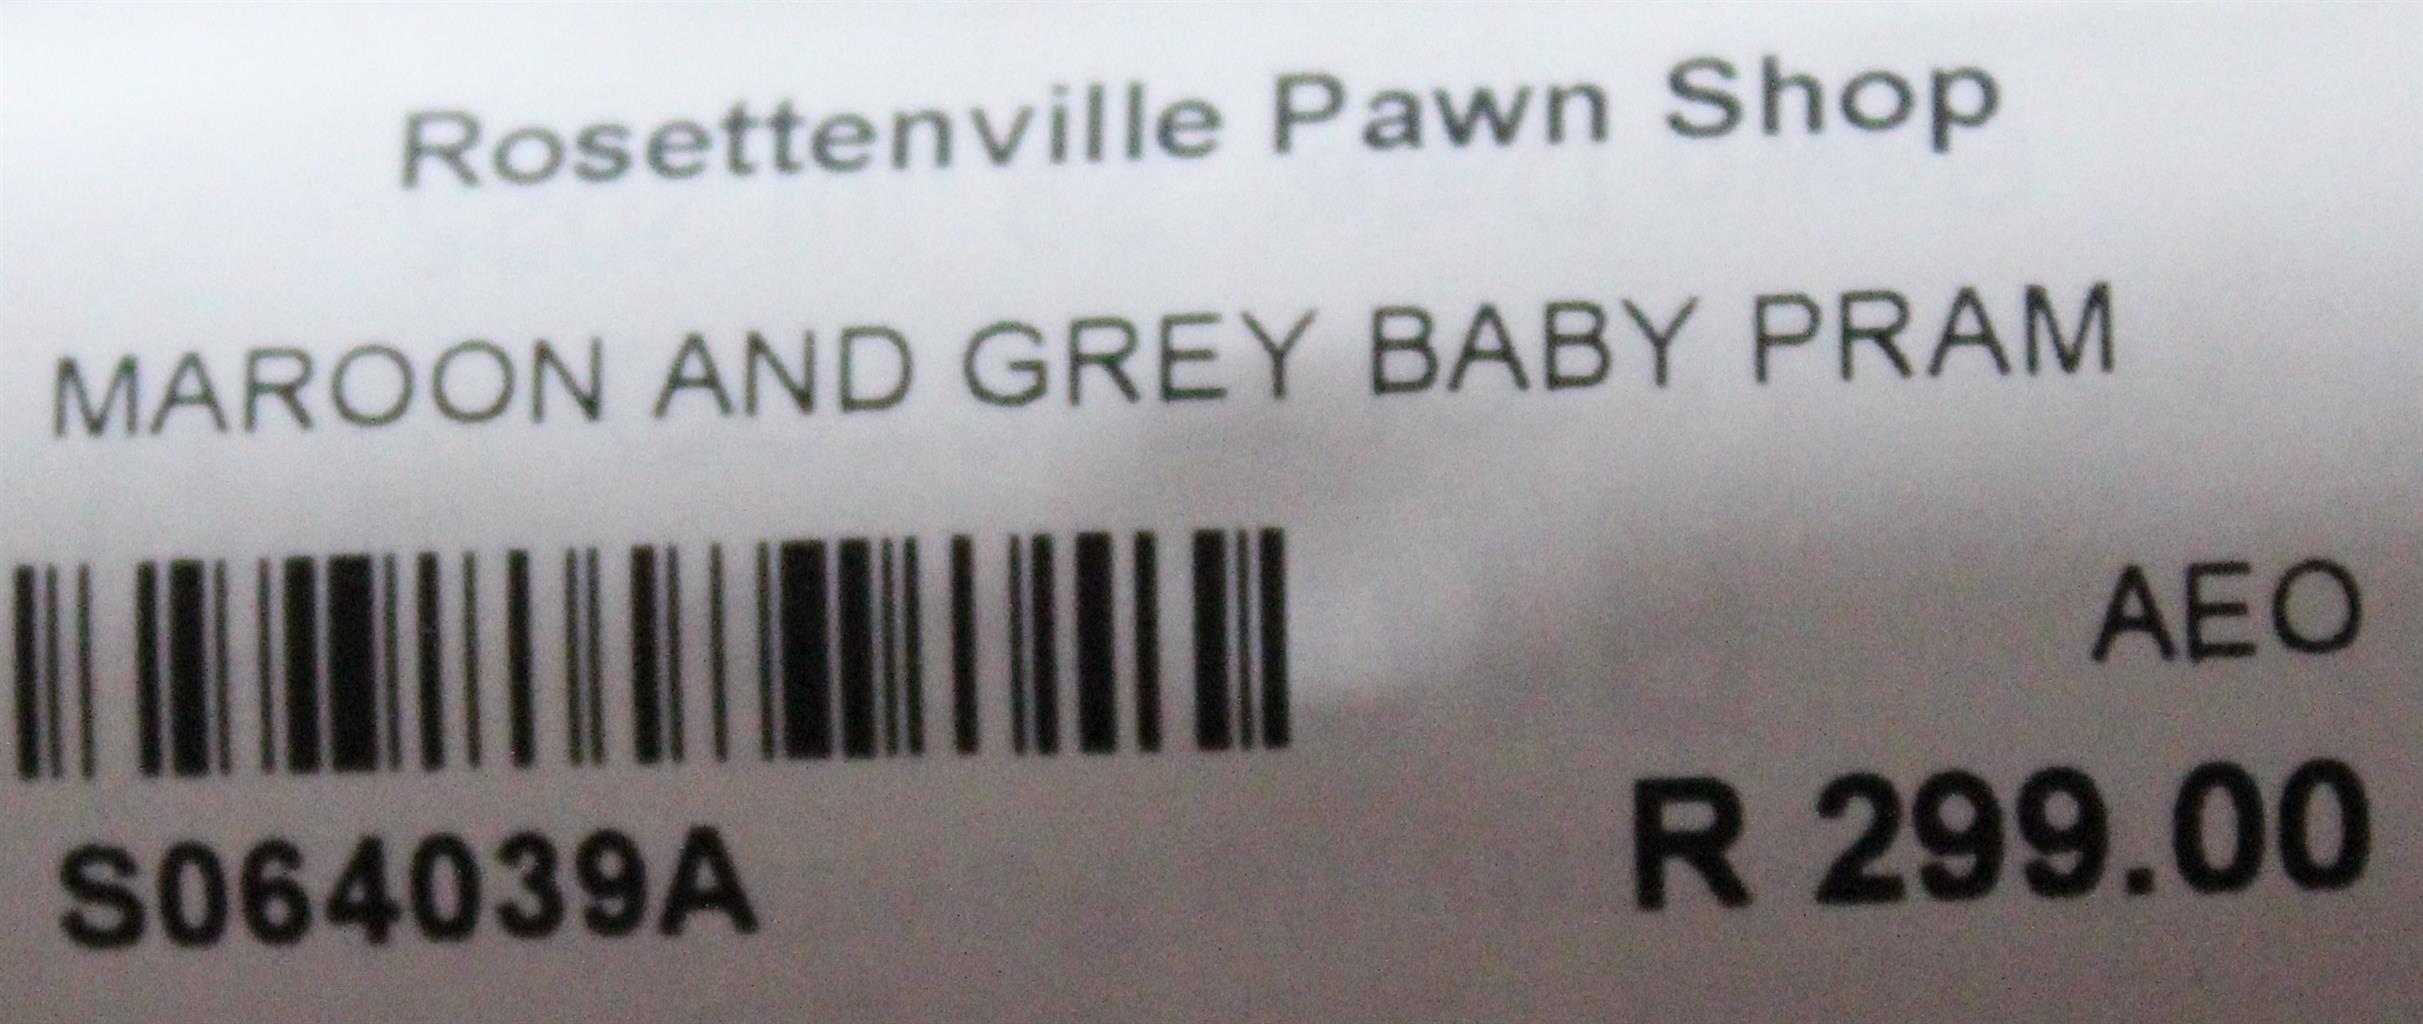 Rosettenville Pawn Shop
MAROON AND GREY BABY PRAM
AEO
S064039A
R 299.00